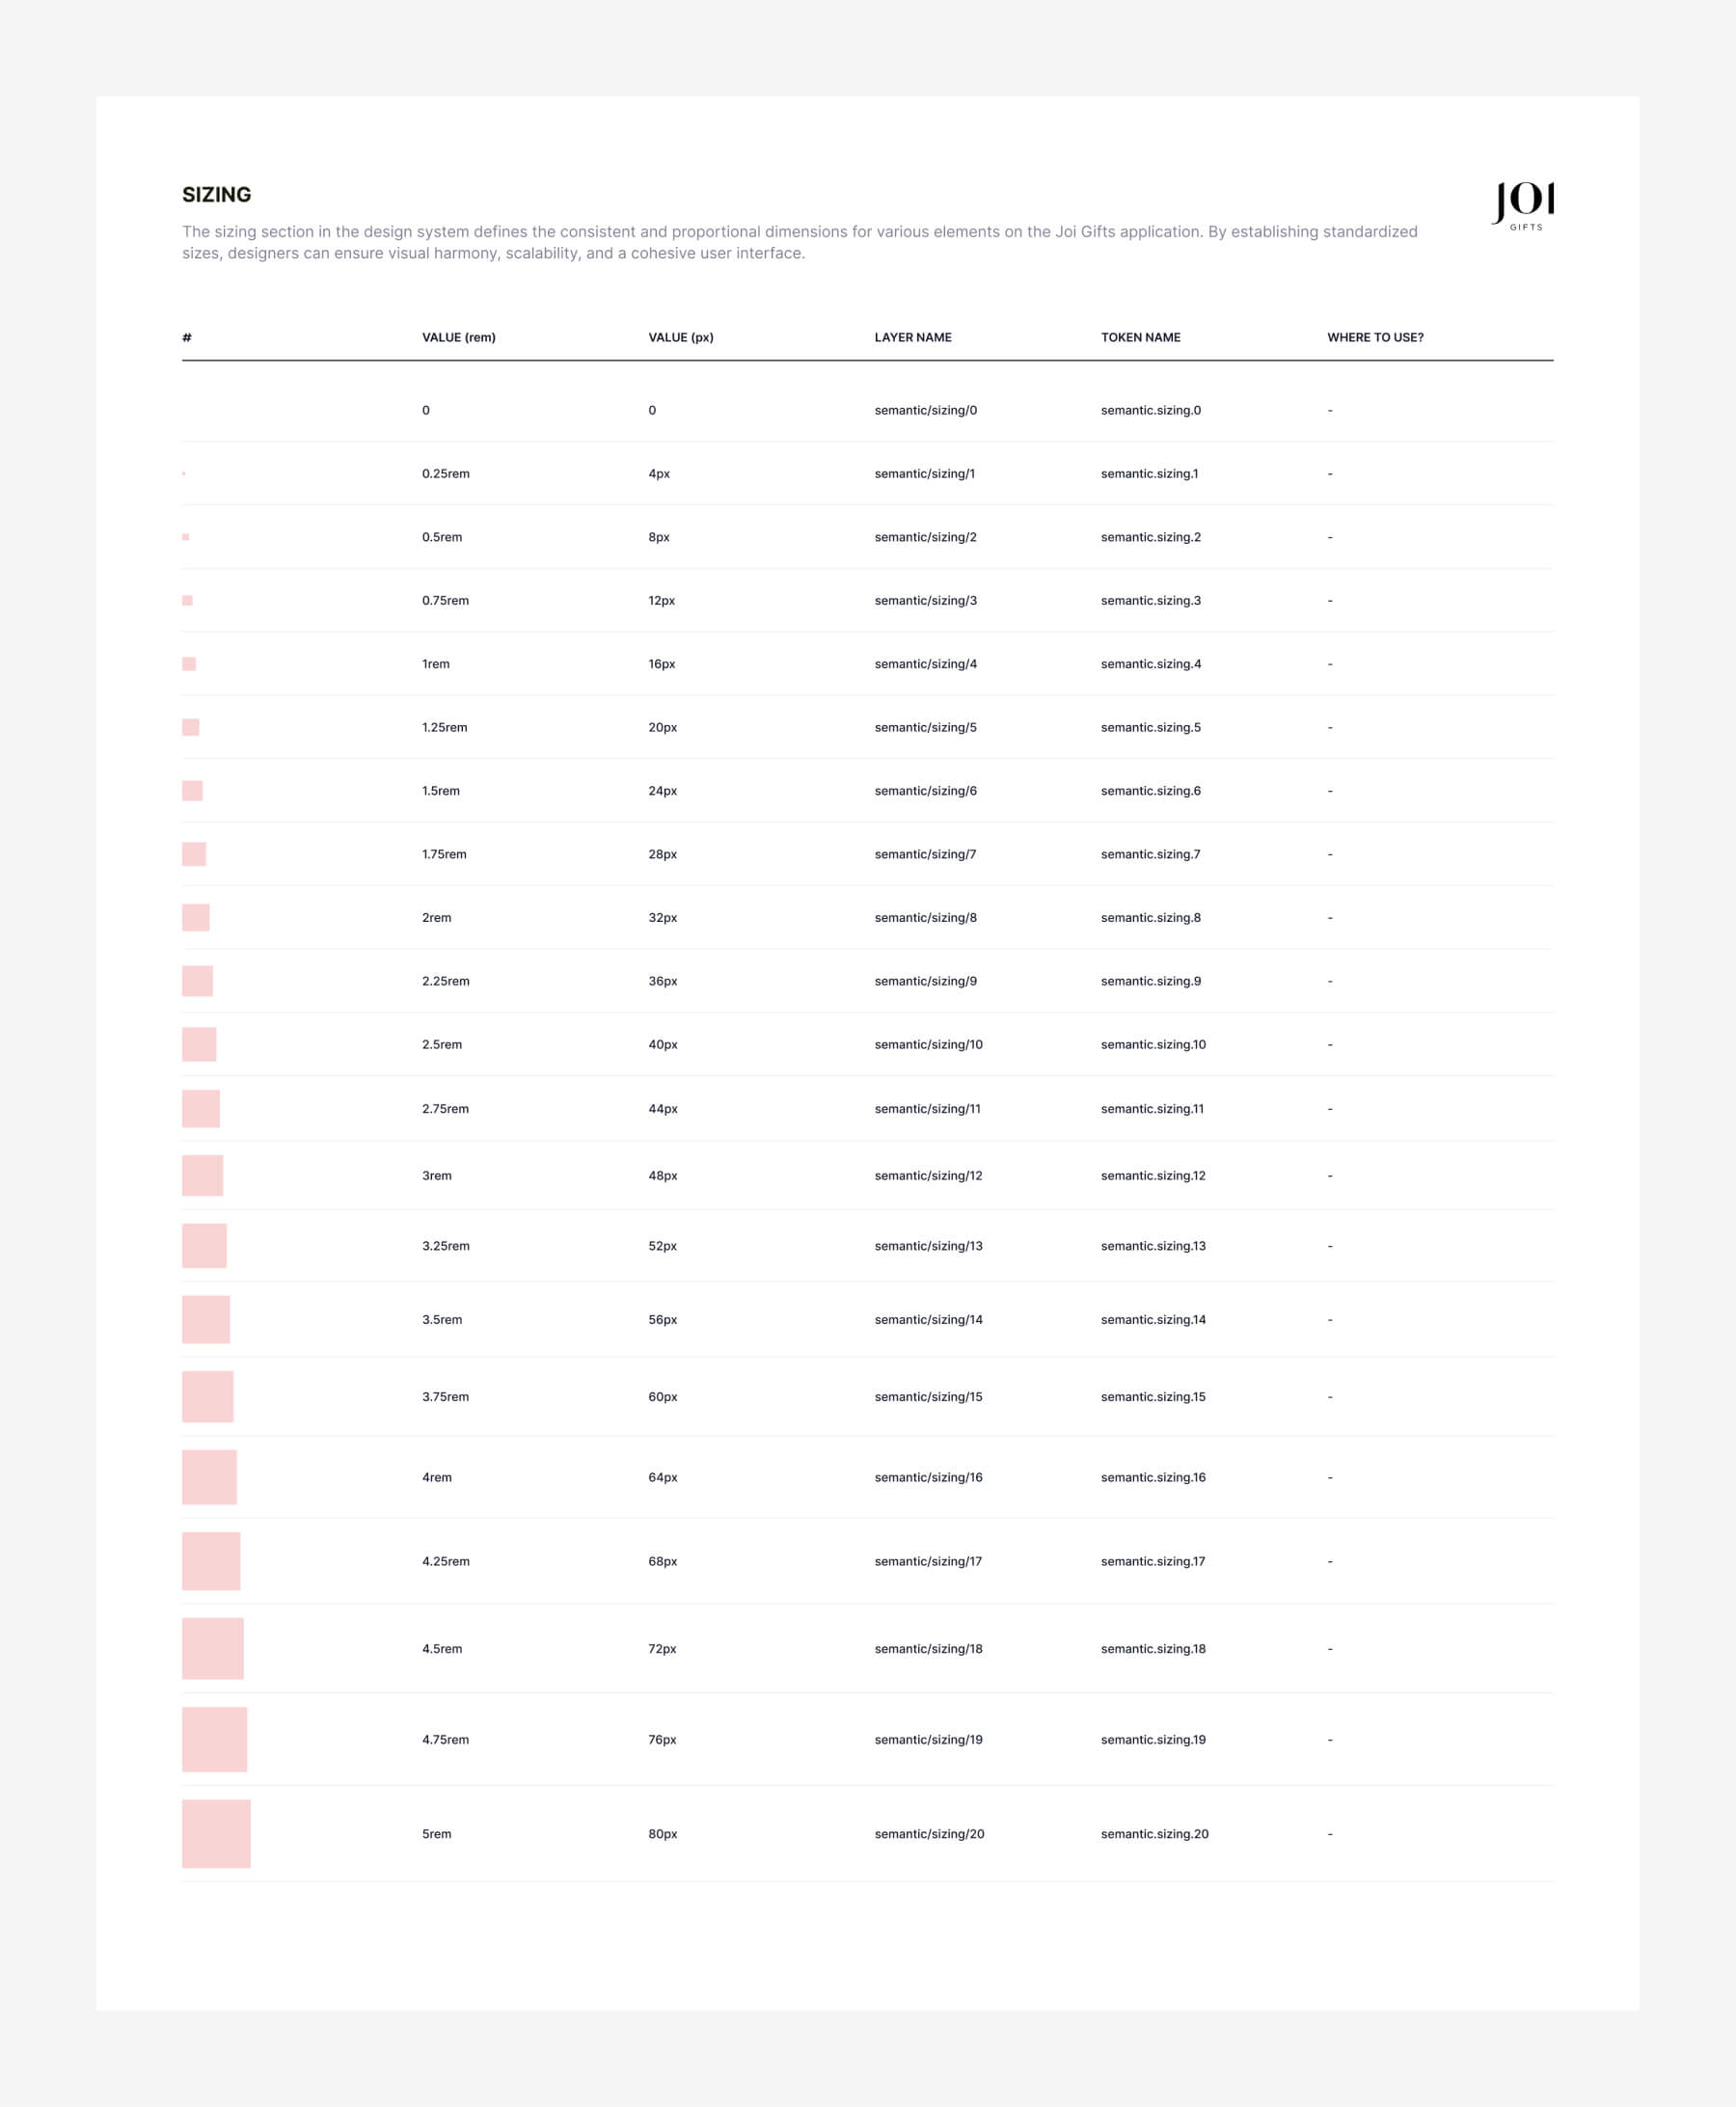 SIZING
JOI
GIFTS
The sizing section in the design system defines the consistent and proportional dimensions for various elements on the Joi Gifts application. By establishing standardized
sizes, designers can ensure visual harmony, scalability, and a cohesive user interface.
# VALUE (rem) VALUE (px) LAYER NAME TOKEN NAME WHERE TO USE?
0 0 semantic/sizing/0 semantic.sizing.0 -
0.25rem 4px semantic/sizing/1 semantic.sizing.1 -
0.5rem 8px semantic/sizing/2 semantic.sizing.2 -
0.75rem 12px semantic/sizing/3 semantic.sizing.3 -
1rem 16px semantic/sizing/4 semantic.sizing.4 -
1.25rem 20px semantic/sizing/5 semantic.sizing.5 -
1.5rem 24px semantic/sizing/6 semantic.sizing.6 -
1.75rem 28px semantic/sizing/7 semantic.sizing.7 -
2rem 32px semantic/sizing/8 semantic.sizing.8 -
2.25rem 36px semantic/sizing/9 semantic.sizing.9 -
2.5rem 40px semantic/sizing/10 semantic.sizing.10 -
2.75rem 44px semantic/sizing/11 semantic.sizing.11 -
3rem 48px semantic/sizing/12 semantic.sizing.12 -
3.25rem 52px semantic/sizing/13 semantic.sizing.13 -
3.5rem 56px semantic/sizing/14 semantic.sizing.14 -
3.75rem 60px semantic/sizing/15 semantic.sizing.15 -
4rem 64px semantic/sizing/16 semantic.sizing.16 -
4.25rem 68px semantic/sizing/17 semantic.sizing.17 -
4.5rem 72px semantic/sizing/18 semantic.sizing.18 -
4.75rem 76px semantic/sizing/19 semantic.sizing.19 -
5rem 80px semantic/sizing/20 semantic.sizing.20 -